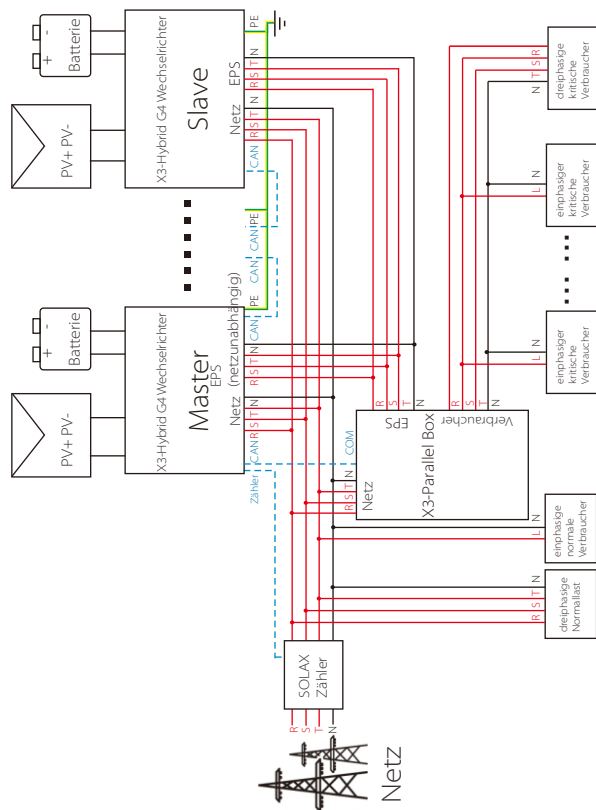 PV+ PV-
+ -
Batterie
PV+ PV-
+ -
Batterie
X3-Hybrid G4 Wechselrichter
Master
EPS
Netz (netzunabhängig)
Zähler
CAN
R S T N
R S T N
CAN
PE
X3-Hybrid G4 Wechselrichter
Slave
EPS
Netz
CAN
R S T N
R S T N
PE
CAN
CAN
PE
Netz
R
S
T
N
SOLAX
Zähler
COM
R S T N
Netz
EPS
R
S
T
N
X3-Parallel Box
Verbraucher
R
S
T
N
R S T N
dreiphasige
Normallast
L N
einphasige
normale
Verbraucher
L N
einphasiger
kritische
Verbraucher
L N
einphasiger
kritische
Verbraucher
N T S R
dreiphasige
kritische
Verbraucher